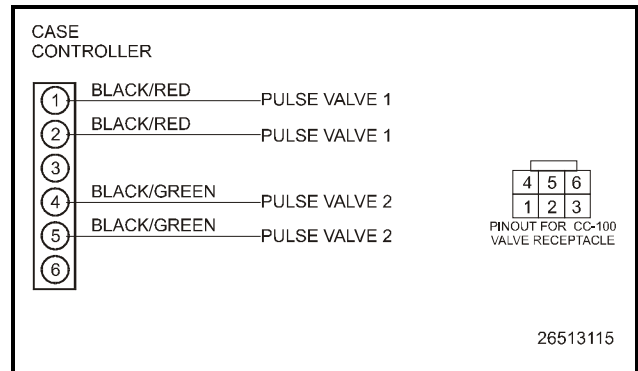 CASE
CONTROLLER
1 BLACK/RED PULSE VALVE 1
2 BLACK/RED PULSE VALVE 1
3
4 BLACK/GREEN PULSE VALVE 2
5 BLACK/GREEN PULSE VALVE 2
6
4 5 6
1 2 3
PINOUT FOR CC-100
VALVE RECEPTACLE
26513115